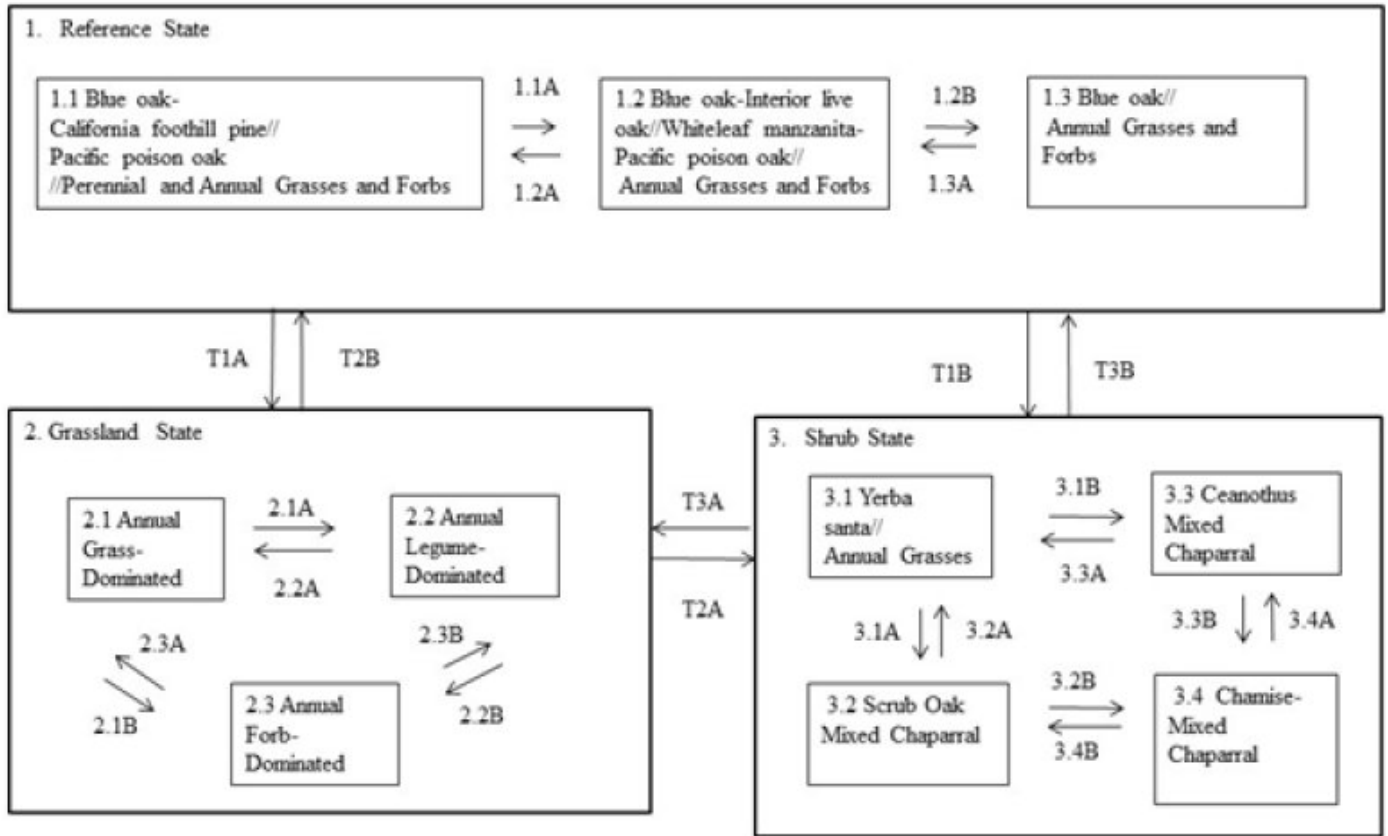 1. Reference State
1.1 Blue oak-
California foothill pine//
Pacific poison oak
//Perennial and Annual Grasses and Forbs
1.1A
1.2A
1.2 Blue oak-Interior live
oak//Whiteleaf manzanita-
Pacific poison oak//
Annual Grasses and Forbs
1.2B
1.3A
1.3 Blue oak//
Annual Grasses and
Forbs
T1A
T2B
T1B
T3B
2. Grassland State
2.1 Annual
Grass-
Dominated
2.1A
2.2A
2.2 Annual
Legume-
Dominated
2.3A
2.1B
2.3B
2.2B
2.3 Annual
Forb-
Dominated
T3A
T2A
3. Shrub State
3.1 Yerba
santa//
Annual Grasses
3.1B
3.3A
3.3 Ceanothus
Mixed
Chaparral
3.1A
3.2A
3.3B
3.4A
3.2 Scrub Oak
Mixed Chaparral
3.2B
3.4B
3.4 Chamise-
Mixed
Chaparral